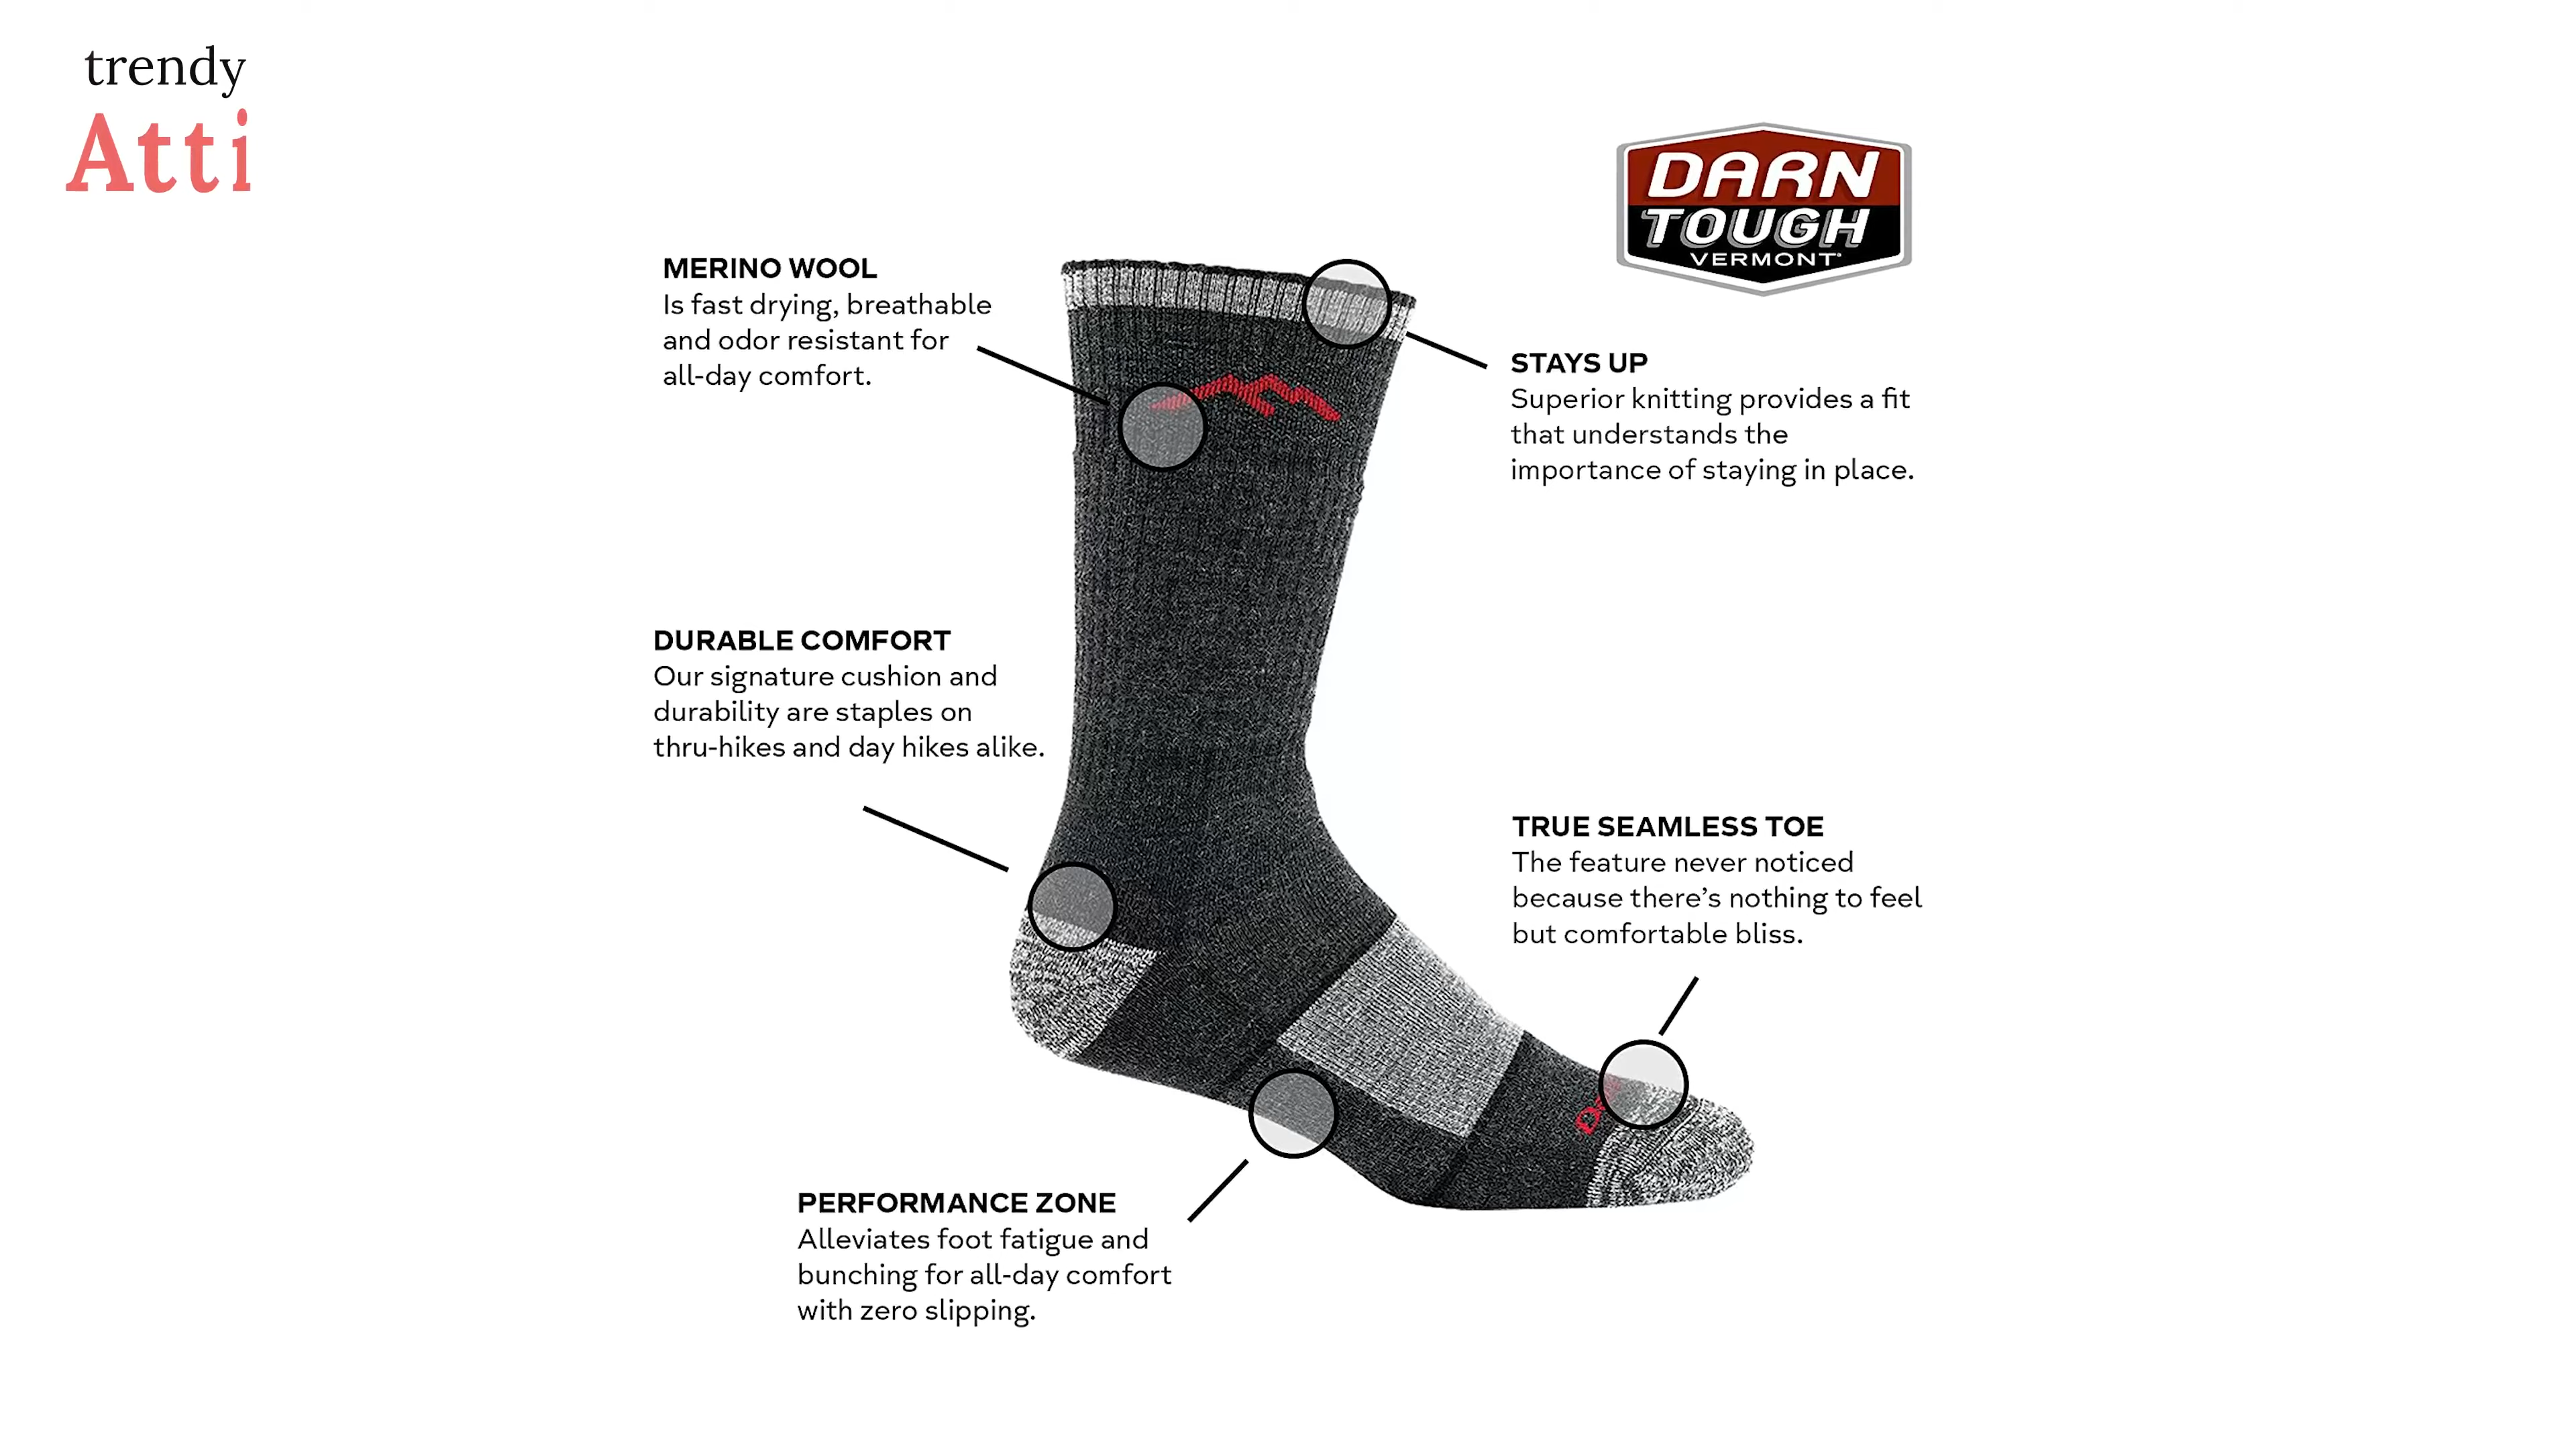 trendy
Atti
DARN
TOUGH
VERMONT
MERINO WOOL
Is fast drying, breathable
and odor resistant for
all-day comfort.
STAYS UP
Superior knitting provides a fit
that understands the
importance of staying in place.
DURABLE COMFORT
Our signature cushion and
durability are staples on
thru-hikes and day hikes alike.
TRUE SEAMLESS TOE
The feature never noticed
because there's nothing to feel
but comfortable bliss.
PERFORMANCE ZONE
Alleviates foot fatigue and
bunching for all-day comfort
with zero slipping.